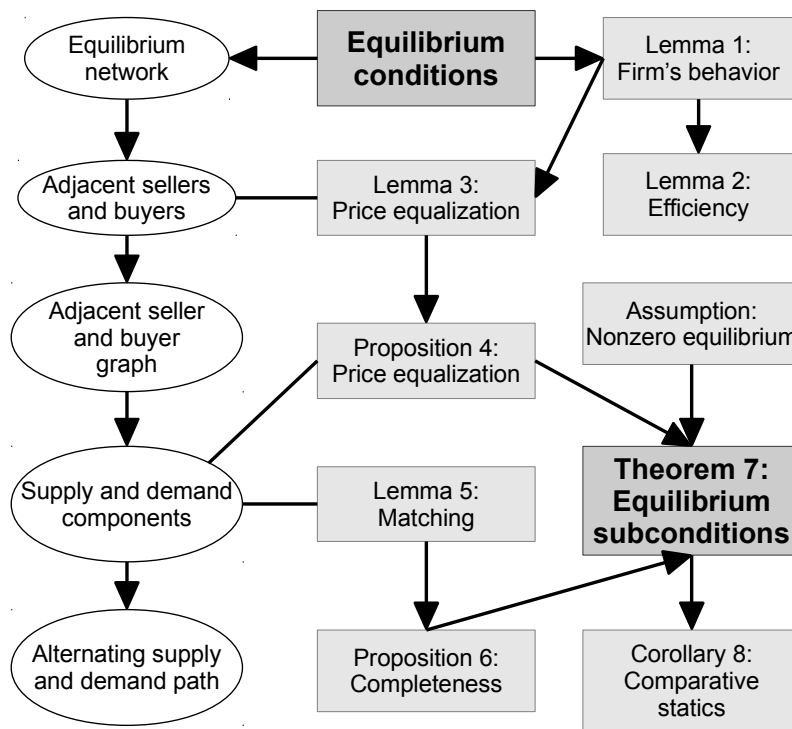 Equilibrium
network
Equilibrium
conditions
Lemma 1:
Firm's behavior
Adjacent sellers
and buyers
Lemma 3:
Price equalization
Lemma 2:
Efficiency
Adjacent seller
and buyer
graph
Proposition 4:
Price equalization
Assumption:
Nonzero equilibrium
Supply and demand
components
Lemma 5:
Matching
Theorem 7:
Equilibrium
subconditions
Alternating supply
and demand path
Proposition 6:
Completeness
Corollary 8:
Comparative
statics